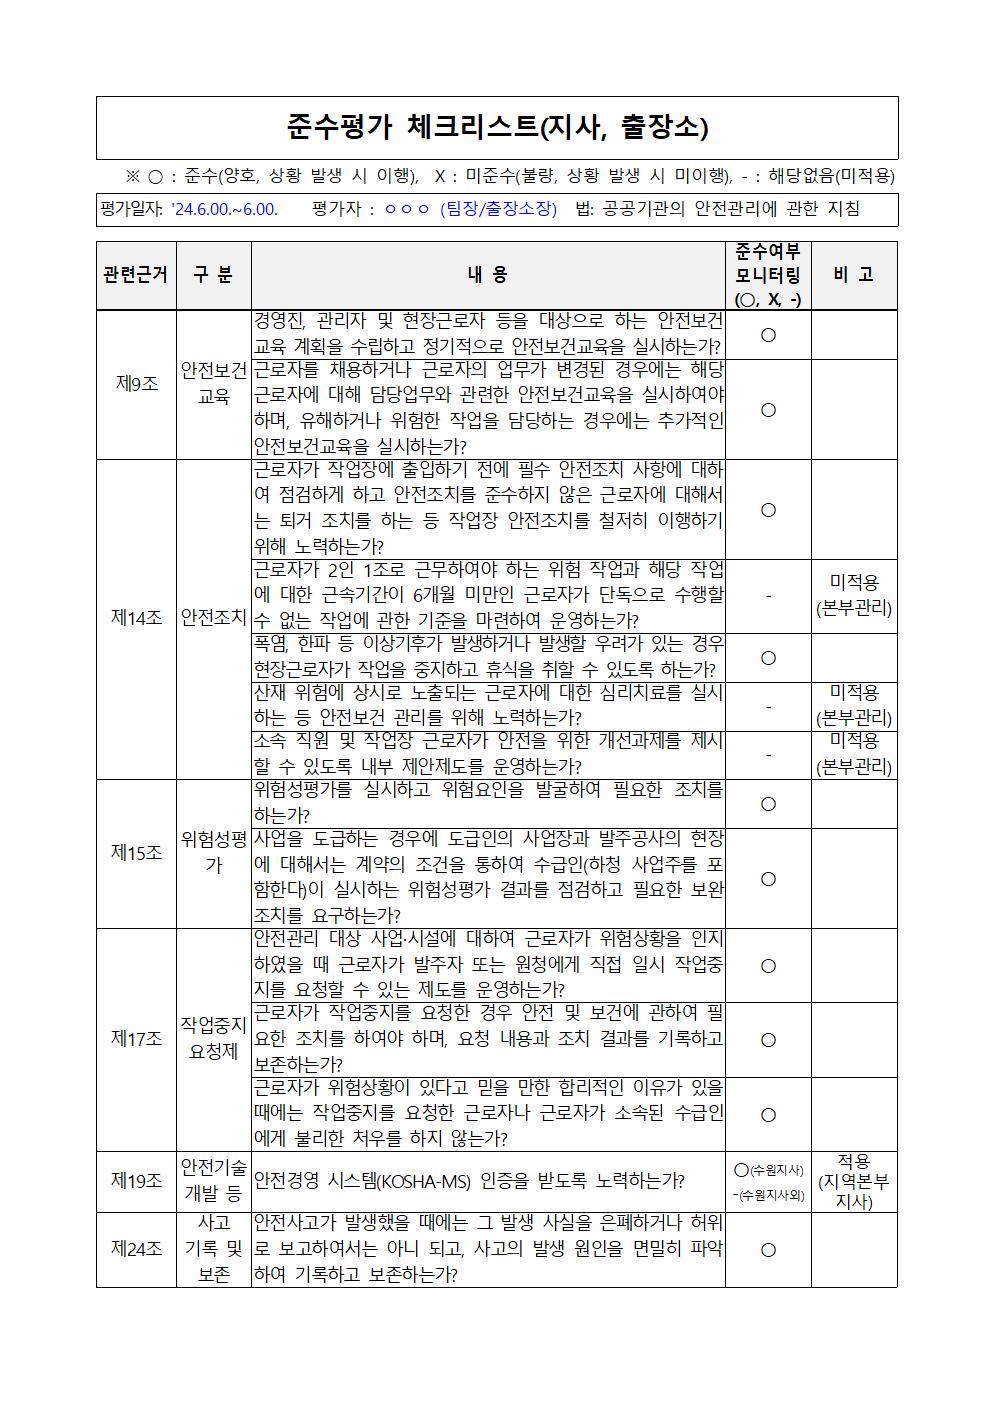 준수평가 체크리스트(지사, 출장소)
※ ○ : 준수(양호, 상황 발생 시 이행), X : 미준수(불량, 상황 발생 시 미이행), - : 해당없음(미적용)
평가일자: '24.6.00.~6.00. 평가자 : ㅇㅇㅇ (팀장/출장소장) 법: 공공기관의 안전관리에 관한 지침
관련근거 구 분 내 용 준수여부
모니터링
(○, X, -) 비 고
제9조 안전보건
교육
경영진, 관리자 및 현장근로자 등을 대상으로 하는 안전보건
교육 계획을 수립하고 정기적으로 안전보건교육을 실시하는가? ○
근로자를 채용하거나 근로자의 업무가 변경된 경우에는 해당
근로자에 대해 담당업무와 관련한 안전보건교육을 실시하여야
하며, 유해하거나 위험한 작업을 담당하는 경우에는 추가적인
안전보건교육을 실시하는가? ○
제14조 안전조치
근로자가 작업장에 출입하기 전에 필수 안전조치 사항에 대하
여 점검하게 하고 안전조치를 준수하지 않은 근로자에 대해서
는 퇴거 조치를 하는 등 작업장 안전조치를 철저히 이행하기
위해 노력하는가? ○
근로자가 2인 1조로 근무하여야 하는 위험 작업과 해당 작업
에 대한 근속기간이 6개월 미만인 근로자가 단독으로 수행할
수 없는 작업에 관한 기준을 마련하여 운영하는가? -
미적용
(본부관리)
폭염, 한파 등 이상기후가 발생하거나 발생할 우려가 있는 경우
현장근로자가 작업을 중지하고 휴식을 취할 수 있도록 하는가? ○
산재 위험에 상시로 노출되는 근로자에 대한 심리치료를 실시
하는 등 안전보건 관리를 위해 노력하는가? -
미적용
(본부관리)
소속 직원 및 작업장 근로자가 안전을 위한 개선과제를 제시
할 수 있도록 내부 제안제도를 운영하는가? -
미적용
(본부관리)
제15조 위험성평
가
위험성평가를 실시하고 위험요인을 발굴하여 필요한 조치를
하는가? ○
사업을 도급하는 경우에 도급인의 사업장과 발주공사의 현장
에 대해서는 계약의 조건을 통하여 수급인(하청 사업주를 포
함한다)이 실시하는 위험성평가 결과를 점검하고 필요한 보완
조치를 요구하는가? ○
제17조 작업중지
요청제
안전관리 대상 사업·시설에 대하여 근로자가 위험상황을 인지
하였을 때 근로자가 발주자 또는 원청에게 직접 일시 작업중
지를 요청할 수 있는 제도를 운영하는가? ○
근로자가 작업중지를 요청한 경우 안전 및 보건에 관하여 필
요한 조치를 하여야 하며, 요청 내용과 조치 결과를 기록하고
보존하는가? ○
근로자가 위험상황이 있다고 믿을 만한 합리적인 이유가 있을
때에는 작업중지를 요청한 근로자나 근로자가 소속된 수급인
에게 불리한 처우를 하지 않는가? ○
제19조 안전기술
개발 등
안전경영 시스템(KOSHA-MS) 인증을 받도록 노력하는가?
○(수원지사)
-(수원지사외)
적용
(지역본부
지사)
제24조 사고
기록 및
보존
안전사고가 발생했을 때에는 그 발생 사실을 은폐하거나 허위
로 보고하여서는 아니 되고, 사고의 발생 원인을 면밀히 파악
하여 기록하고 보존하는가? ○